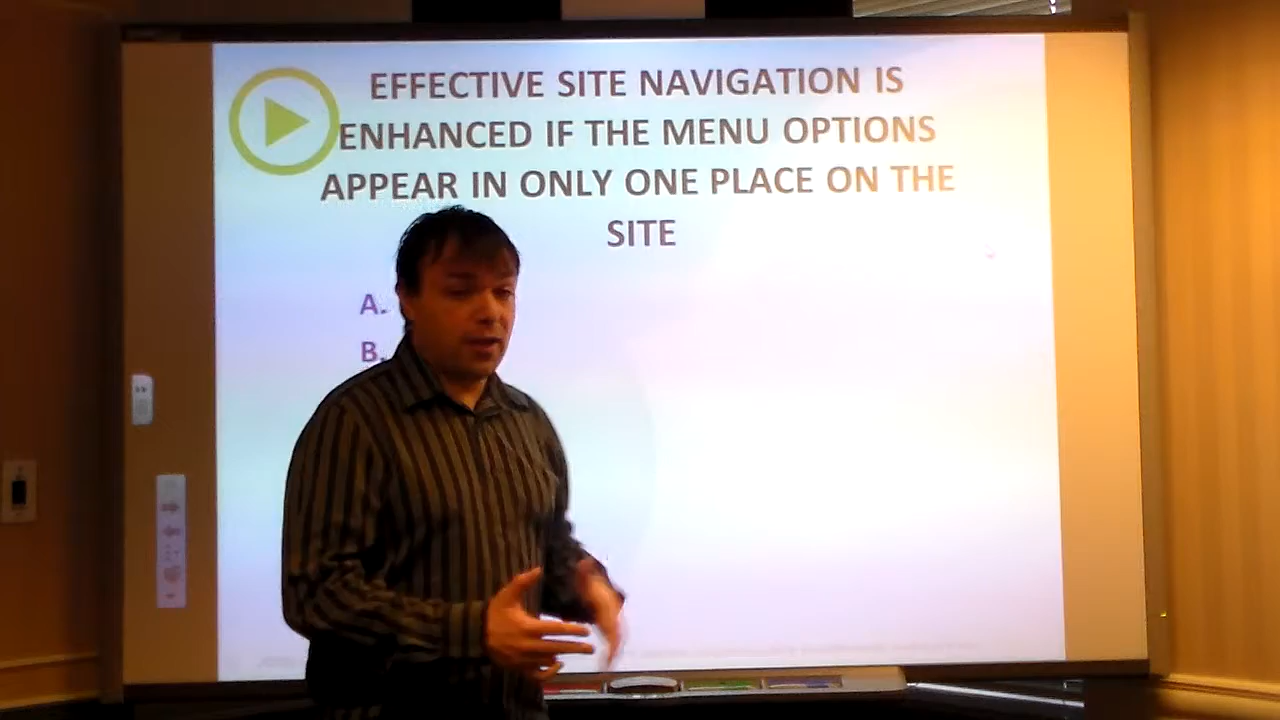 EFFECTIVE SITE NAVIGATION IS
ENHANCED IF THE MENU OPTIONS
APPEAR IN ONLY ONE PLACE ON THE
SITE
A.
B.